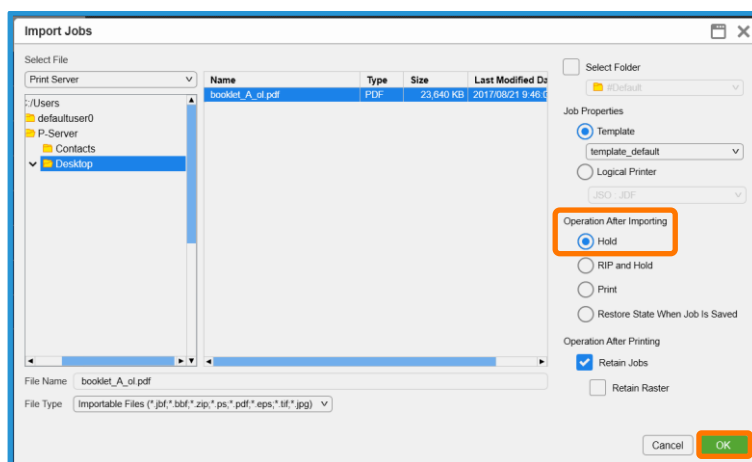 Import Jobs
Select File
Print Server
:/Users
defaultuser0
P-Server
Contacts
Desktop
Name Type Size Last Modified Da
booklet_A_ol.pdf PDF 23,640 KB 2017/08/21 9:46:0
File Name booklet_A_ol.pdf
File Type Importable Files (*.jbf;*.bbf;*.zip;*.ps;*.pdf;*.eps;*.tif;*.jpg)
Select Folder
#Default
Job Properties
Template
template_default
Logical Printer
JSO : JDF
Operation After Importing
Hold
RIP and Hold
Print
Restore State When Job Is Saved
Operation After Printing
Retain Jobs
Retain Raster
Cancel OK